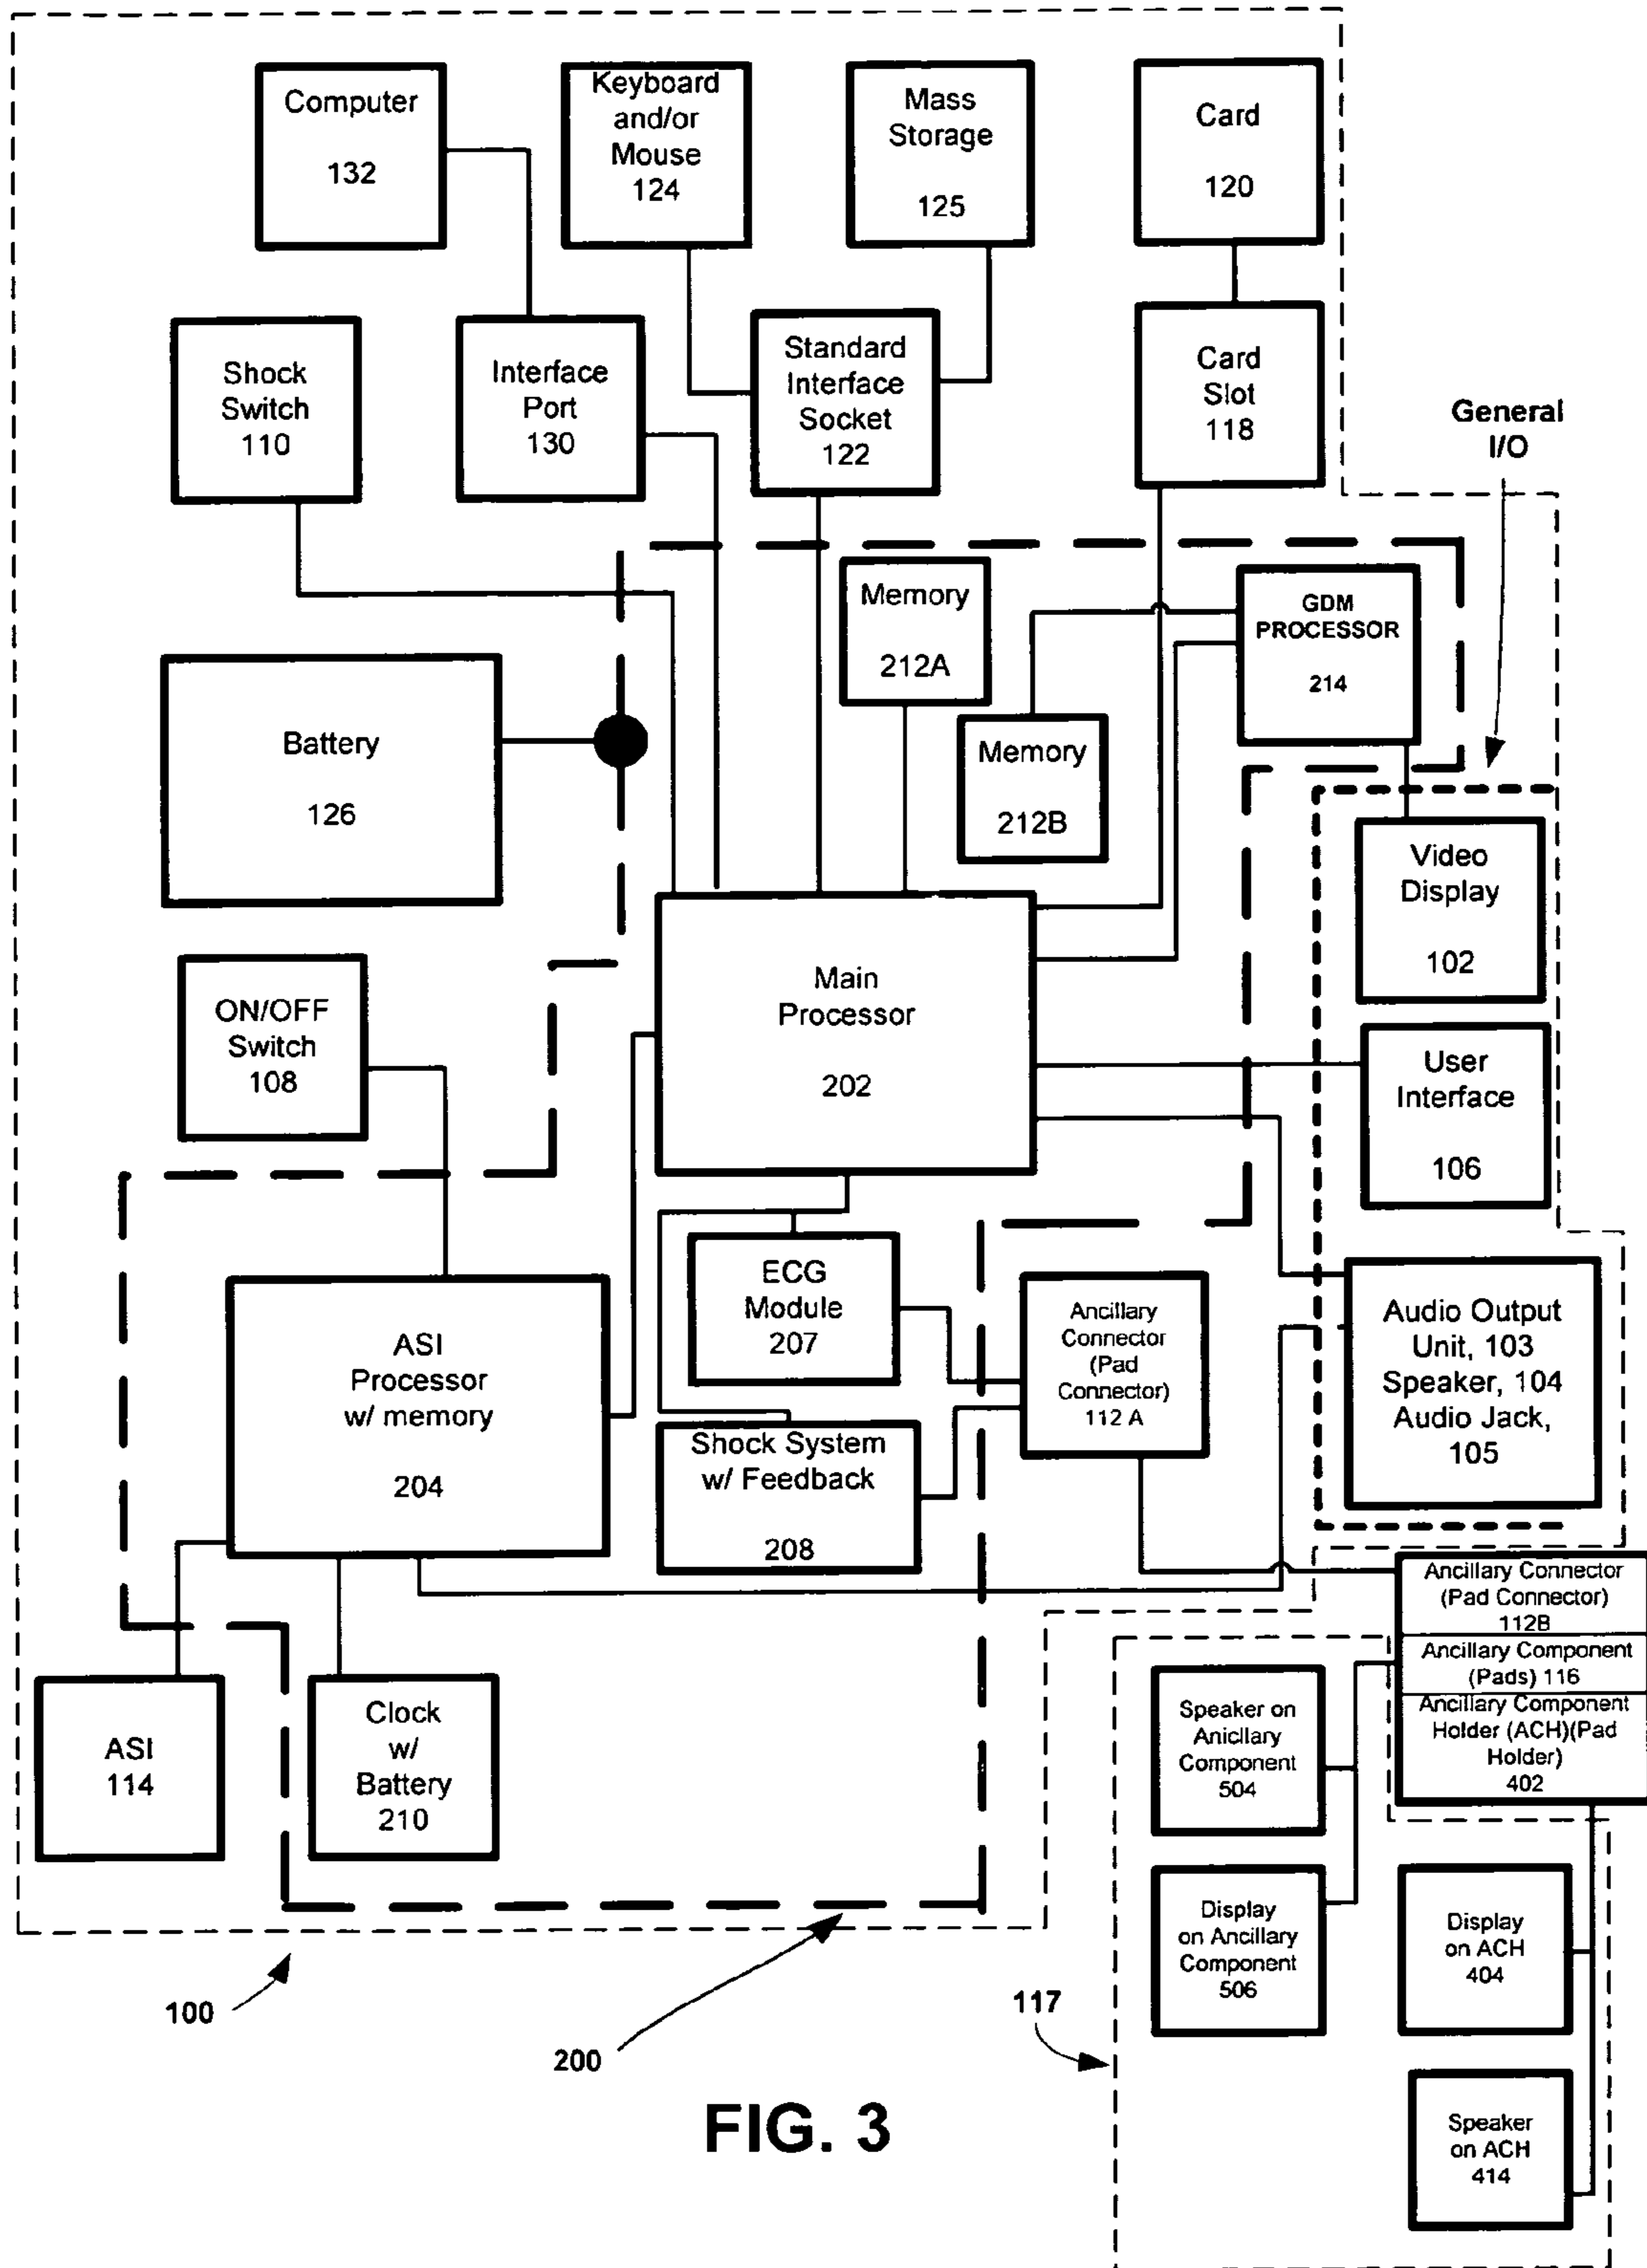 Computer
132
Keyboard
and/or
Mouse
124
Mass
Storage
125
Card
120
Shock
Switch
110
Interface
Port
130
Standard
Interface
Socket
122
Card
Slot
118
General
I/O
Memory
212A
GDM
PROCESSOR
214
Battery
126
Memory
212B
Video
Display
102
ON/OFF
Switch
108
Main
Processor
202
User
Interface
106
ECG
Module
207
Ancillary
Connector
(Pad
Connector)
112 A
Audio Output
Unit, 103
Speaker, 104
Audio Jack,
105
ASI
Processor
w/ memory
204
Shock System
w/ Feedback
208
Ancillary Connector
(Pad Connector)
112B
Ancillary Component
(Pads) 116
Ancillary Component
Holder (ACH)(Pad
Holder)
402
ASI
114
Clock
w/
Battery
210
Speaker on
Anicllary
Component
504
Display
on Ancillary
Component
506
Display
on ACH
404
100
200
117
Speaker
on ACH
414
FIG. 3